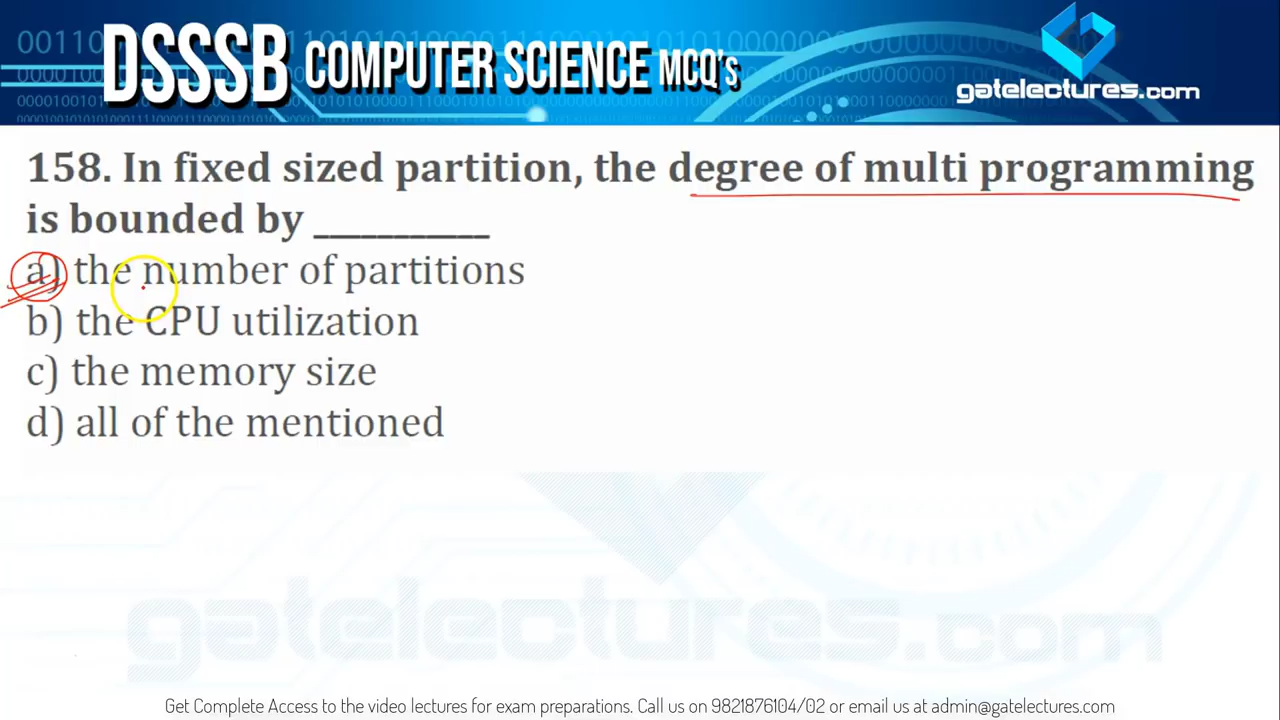 DSSSB COMPUTER SCIENCE MCQ's
gatelectures.com
158. In fixed sized partition, the degree of multi programming
is bounded by ___________
a) the number of partitions
b) the CPU utilization
c) the memory size
d) all of the mentioned
gatelectures.com
Get Complete Access to the video lectures for exam preparations. Call us on 9821876104/02 or email us at admin@gatelectures.com